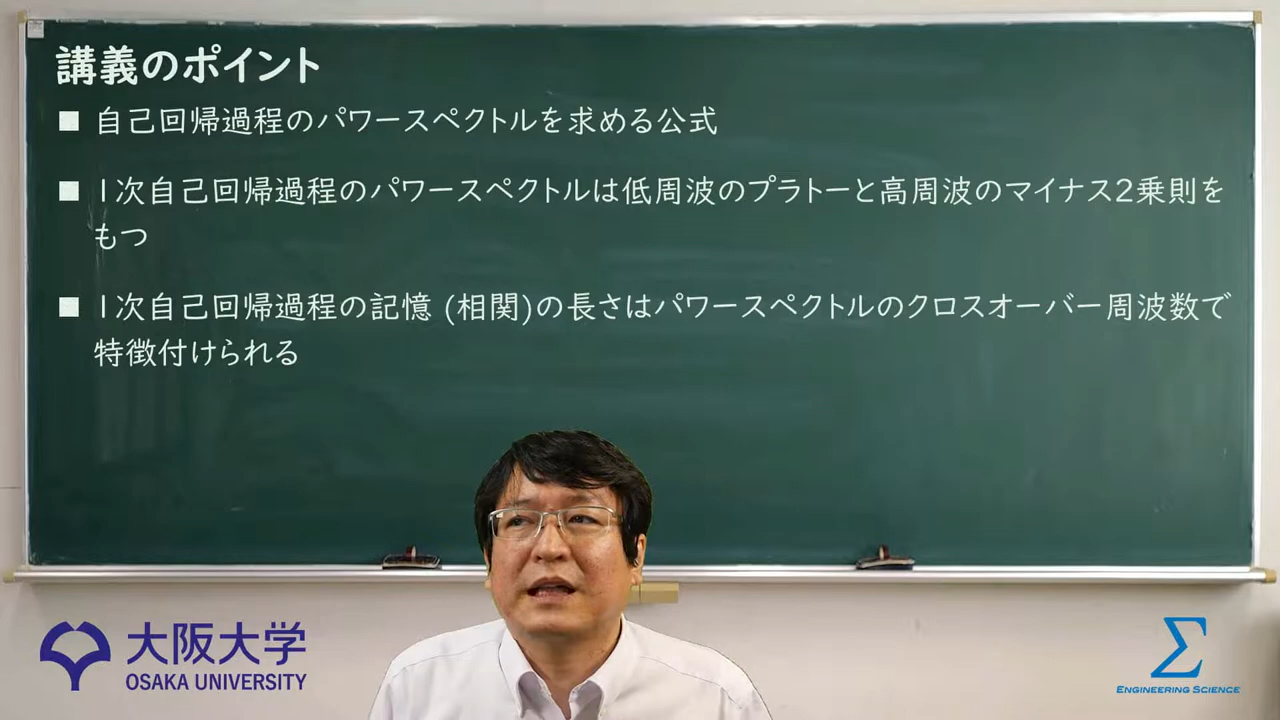 講義のポイント
■ 自己回帰過程のパワースペクトルを求める公式
■ 1次自己回帰過程のパワースペクトルは低周波のプラトーと高周波のマイナス2乗則を
もつ
■ 1次自己回帰過程の記憶 (相関)の長さはパワースペクトルのクロスオーバー周波数で
特徴付けられる
大阪大学
OSAKA UNIVERSITY
Σ
ENGINEERING SCIENCE